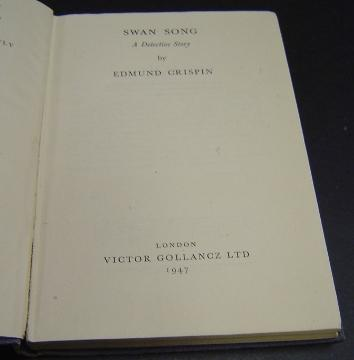 SWAN SONG
A Detective Story
by
EDMUND CRISPIN
LONDON
VICTOR GOLLANCZ LTD
1947